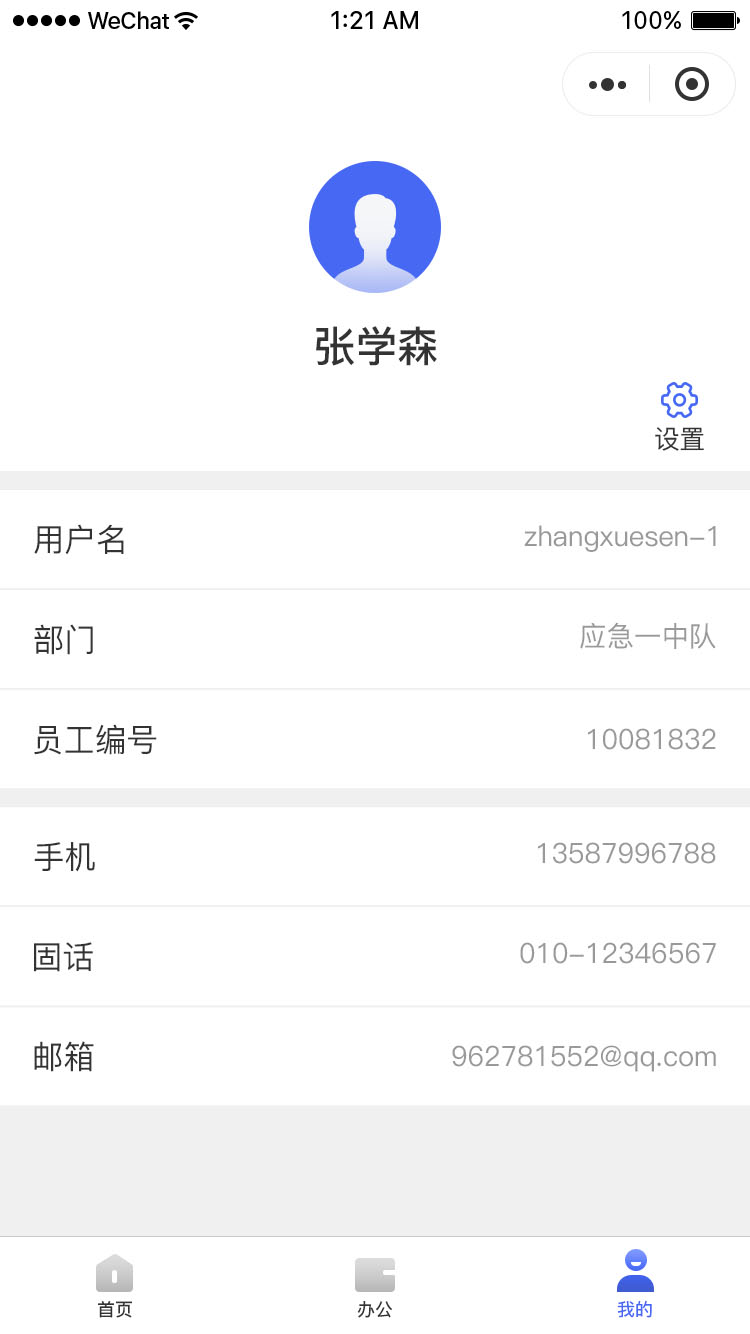 ●●●●● WeChat 1:21 AM 100%
张学森
设置
用户名 zhangxuesen-1
部门 应急一中队
员工编号 10081832
手机 13587996788
固话 010-12346567
邮箱 962781552@qq.com
首页 办公 我的